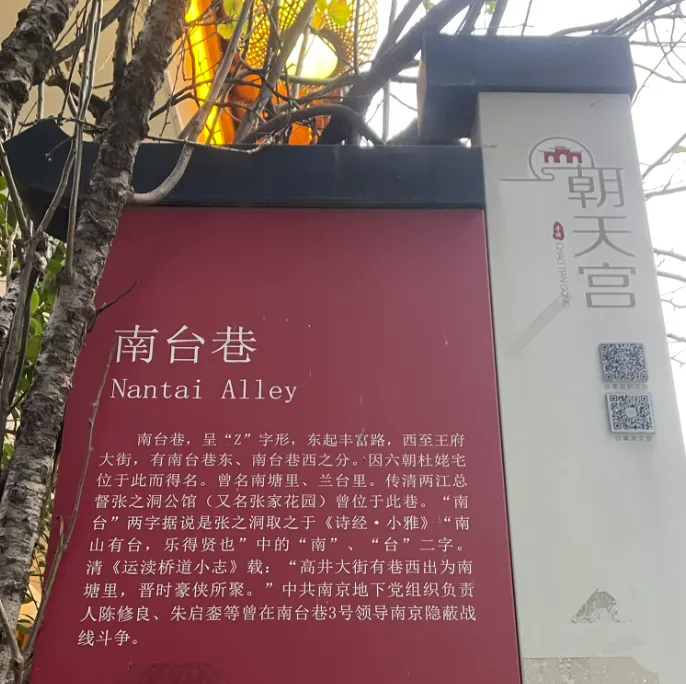 南台巷
Nantai Alley
南台巷，呈“Z”字形，东起丰富路，西至王府
大街，有南台巷东、南台巷西之分。因六朝杜姥宅
位于此而得名。曾名南塘里、兰台里。传清两江总
督张之洞公馆（又名张家花园）曾位于此巷。“南
台”两字据说是张之洞取之于《诗经·小雅》“南
山有台，乐得贤也”中的“南”、“台”二字。
清《运渎桥道小志》载：“高井大街有巷西出为南
塘里，晋时豪侠所聚。”中共南京地下党组织负责
人陈修良、朱启銮等曾在南台巷3号领导南京隐蔽战
线斗争。
朝天宫
CHAO TIAN GONG